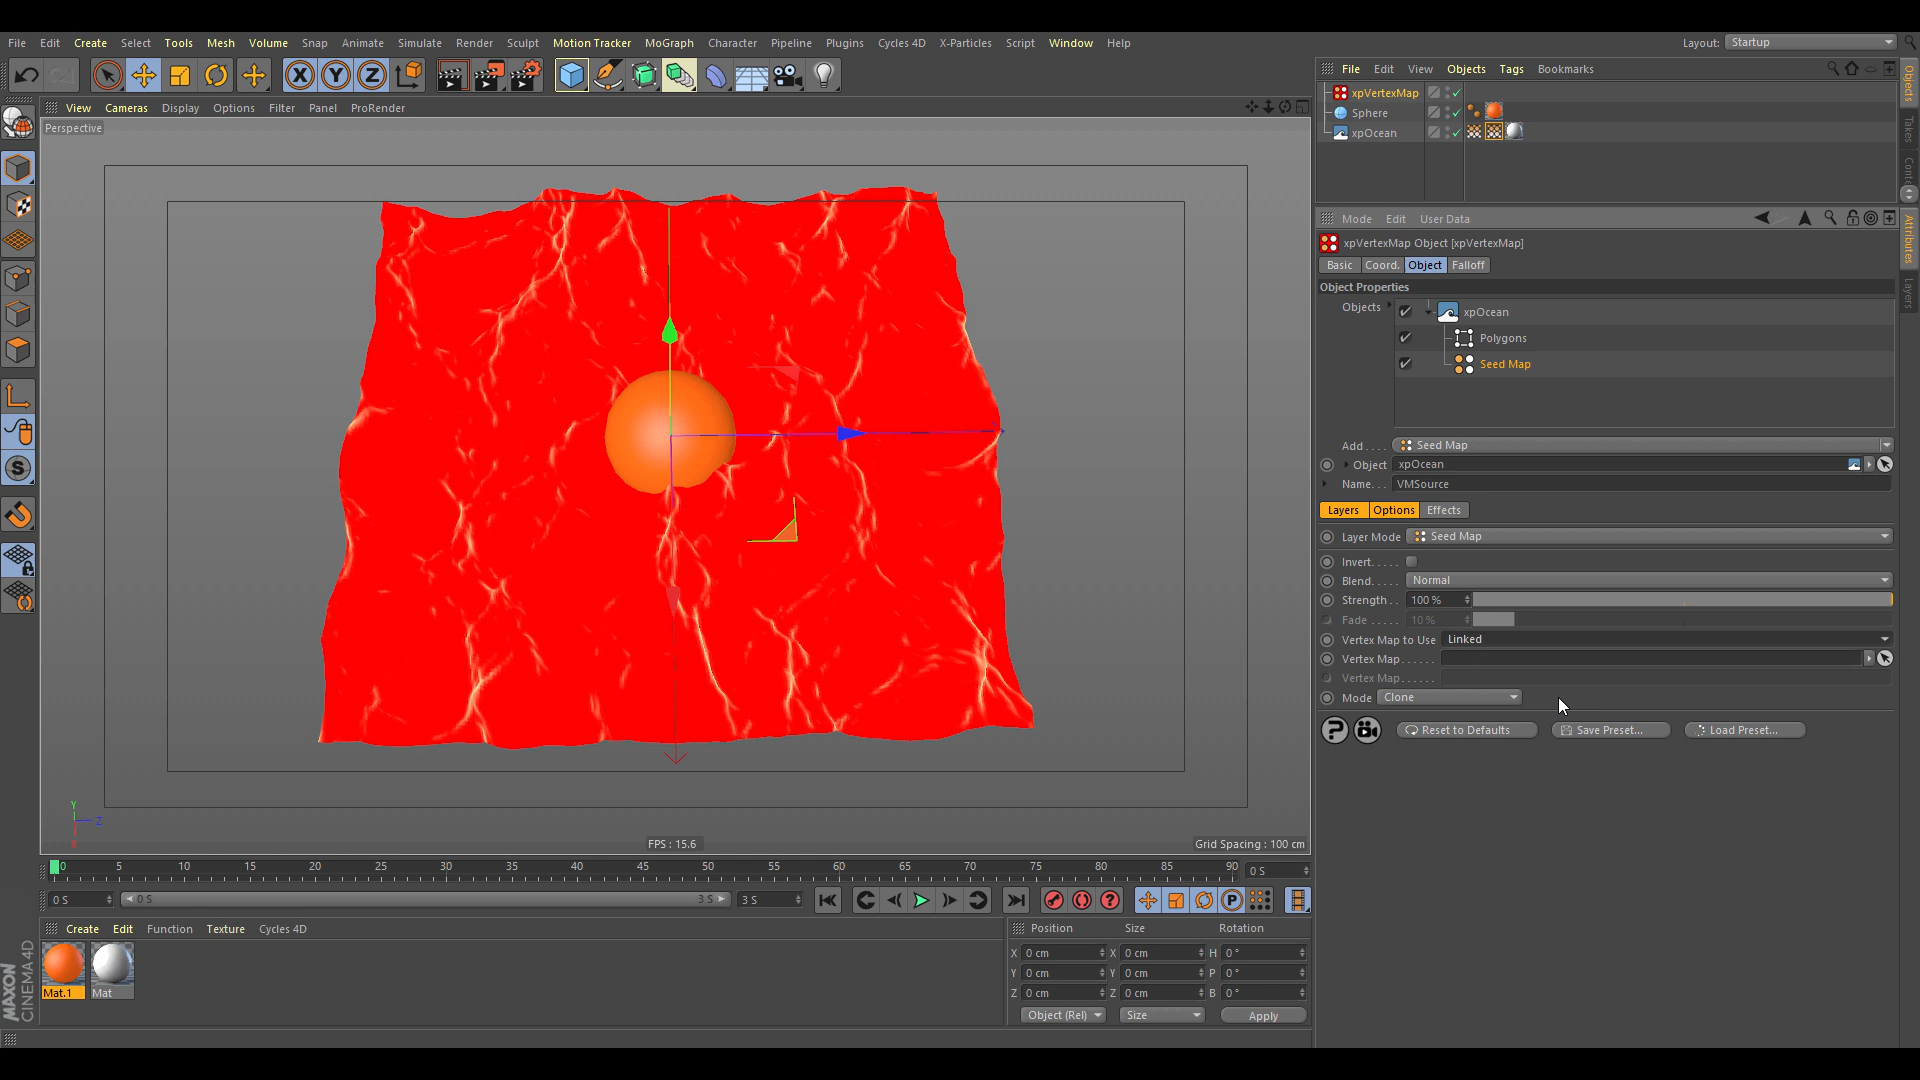 File Edit Create Select Tools Mesh Volume Snap Animate Simulate Render Sculpt Motion Tracker MoGraph Character Pipeline Plugins Cycles 4D X-Particles Script Window Help
Layout: Startup
View Cameras Display Options Filter Panel ProRender
Perspective
X Y Z
S
Y
Z
X
FPS : 15.6
Grid Spacing : 100 cm
File Edit View Objects Tags Bookmarks
xpVertexMap
Sphere
xpOcean
Objects
Takes
Mode Edit User Data
xpVertexMap Object [xpVertexMap]
Basic Coord. Object Falloff
Object Properties
Objects
xpOcean
Polygons
Seed Map
Add . . . . Seed Map
Object xpOcean
Name. . . VMSource
Layers Options Effects
Layer Mode Seed Map
Invert. . . . .
Blend. . . . . Normal
Strength . . 100 %
Fade . . . . . 10 %
Vertex Map to Use Linked
Vertex Map . . . . . .
Vertex Map. . . . . .
Mode Clone
? Reset to Defaults Save Preset... Load Preset...
Attributes
Layers
0 5 10 15 20 25 30 35 40 45 50 55 60 65 70 75 80 85 90 0 S
0 S 0 S 3 S 3 S
P
Create Edit Function Texture Cycles 4D
Mat.1 Mat
MAXON
CINEMA 4D
Position Size Rotation
X 0 cm X 0 cm H 0 °
Y 0 cm Y 0 cm P 0 °
Z 0 cm Z 0 cm B 0 °
Object (Rel) Size Apply